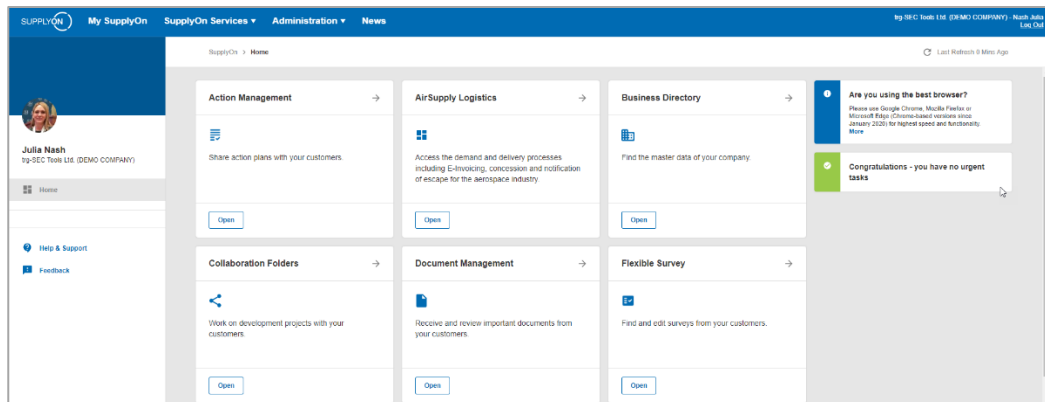 SUPPLYON My SupplyOn SupplyOn Services Administration News
trg-SEC Tools Ltd. (DEMO COMPANY) - Nash Julia
Log Out
SupplyOn > Home
Last Refresh 0 Mins Ago
Julia Nash
trg-SEC Tools Ltd. (DEMO COMPANY)
Home
Help & Support
Feedback
Action Management
Share action plans with your customers.
Open
AirSupply Logistics
Access the demand and delivery processes
including E-Invoicing, concession and notification
of escape for the aerospace industry.
Open
Business Directory
Find the master data of your company.
Open
Are you using the best browser?
Please use Google Chrome, Mozilla Firefox or
Microsoft Edge (Chrome-based versions since
January 2020) for highest speed and functionality.
More
Congratulations - you have no urgent
tasks
Collaboration Folders
Work on development projects with your
customers.
Open
Document Management
Receive and review important documents from
your customers.
Open
Flexible Survey
Find and edit surveys from your customers.
Open